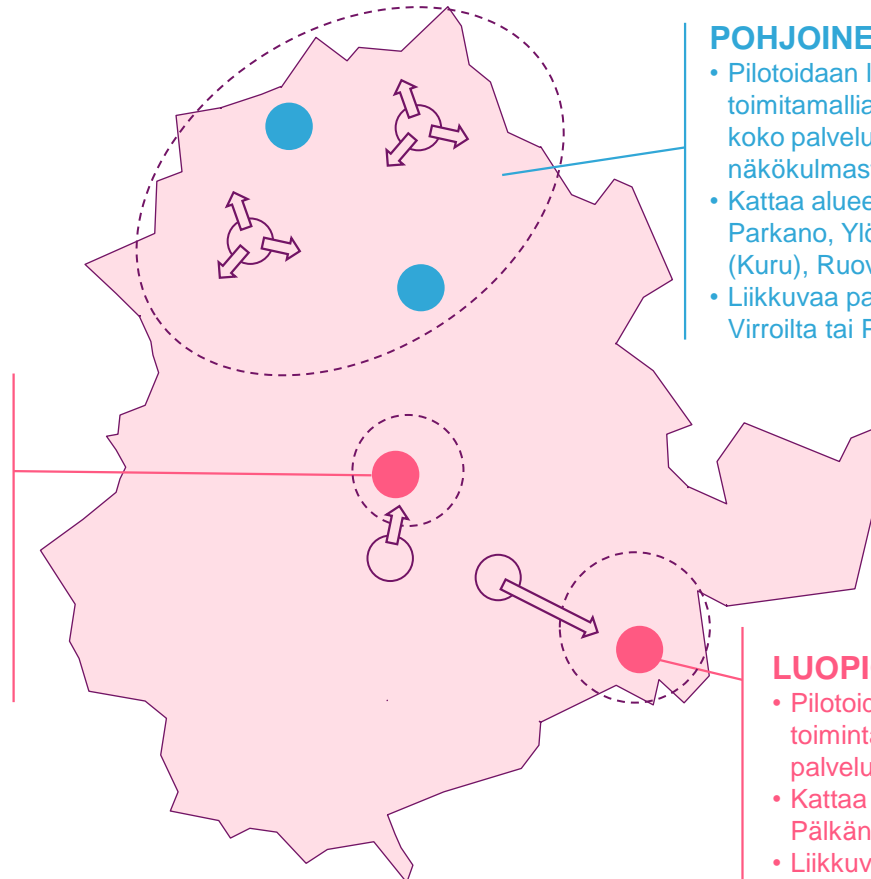 POHJOINE
• Pilotoidaan l
toimitamallia
koko palvelu
näkökulmast
• Kattaa aluee
Parkano, Ylö
(Kuru), Ruov
• Liikkuvaa pa
Virroilta tai P
LUOPI
• Pilotoid
toiminta
palvelu
• Kattaa
Pälkän
• Liikkuv